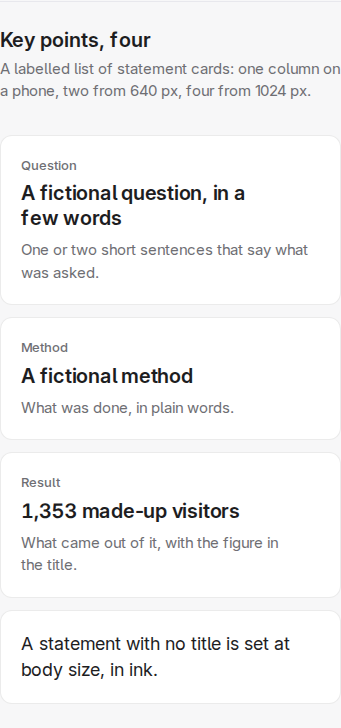 Key points, four
A labelled list of statement cards: one column on
a phone, two from 640 px, four from 1024 px.
Question
A fictional question, in a
few words
One or two short sentences that say what
was asked.
Method
A fictional method
What was done, in plain words.
Result
1,353 made-up visitors
What came out of it, with the figure in
the title.
A statement with no title is set at
body size, in ink.